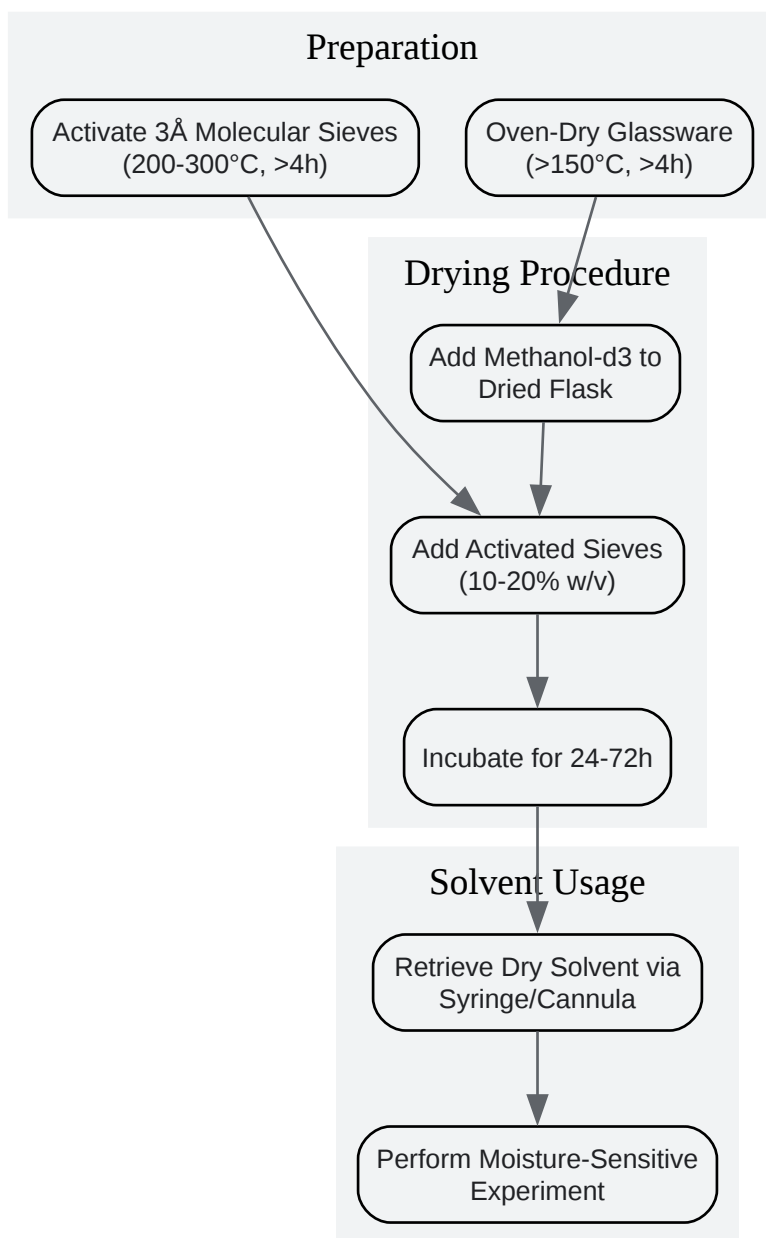 Preparation
Activate 3Å Molecular Sieves
(200-300°C, >4h)
Oven-Dry Glassware
(>150°C, >4h)
Drying Procedure
Add Methanol-d3 to
Dried Flask
Add Activated Sieves
(10-20% w/v)
Incubate for 24-72h
Solvent Usage
Retrieve Dry Solvent via
Syringe/Cannula
Perform Moisture-Sensitive
Experiment